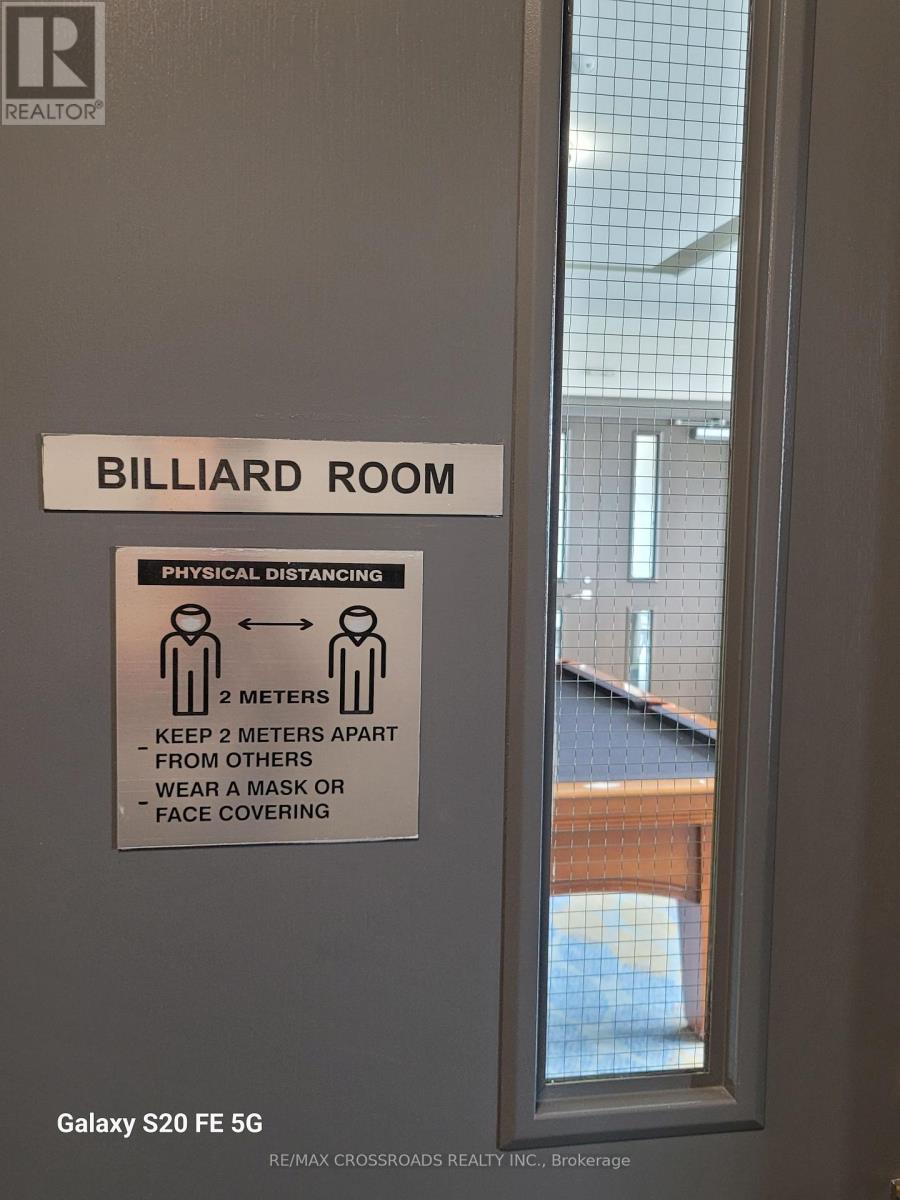 REALTOR®
BILLIARD ROOM
PHYSICAL DISTANCING
2 METERS
- KEEP 2 METERS APART
FROM OTHERS
- WEAR A MASK OR
FACE COVERING
Galaxy S20 FE 5G
RE/MAX CROSSROADS REALTY INC., Brokerage